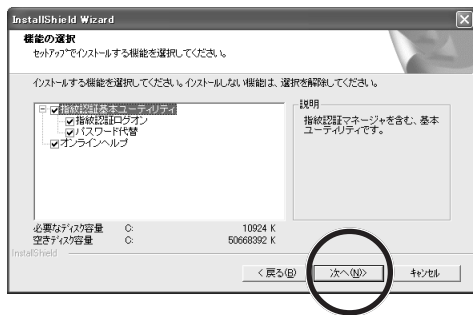 InstallShield Wizard
機能の選択
セットアップでインストールする機能を選択してください。
インストールする機能を選択してください。インストールしない機能は、選択を解除してください。
指紋認証基本ユーティリティ
指紋認証ログオン
パスワード代替
オンラインヘルプ
説明
指紋認証マネージャを含む、基本
ユーティリティです。
必要なディスク容量 C: 10924 K
空きディスク容量 C: 50668392 K
InstallShield
< 戻る(B) 次へ(N)> キャンセル